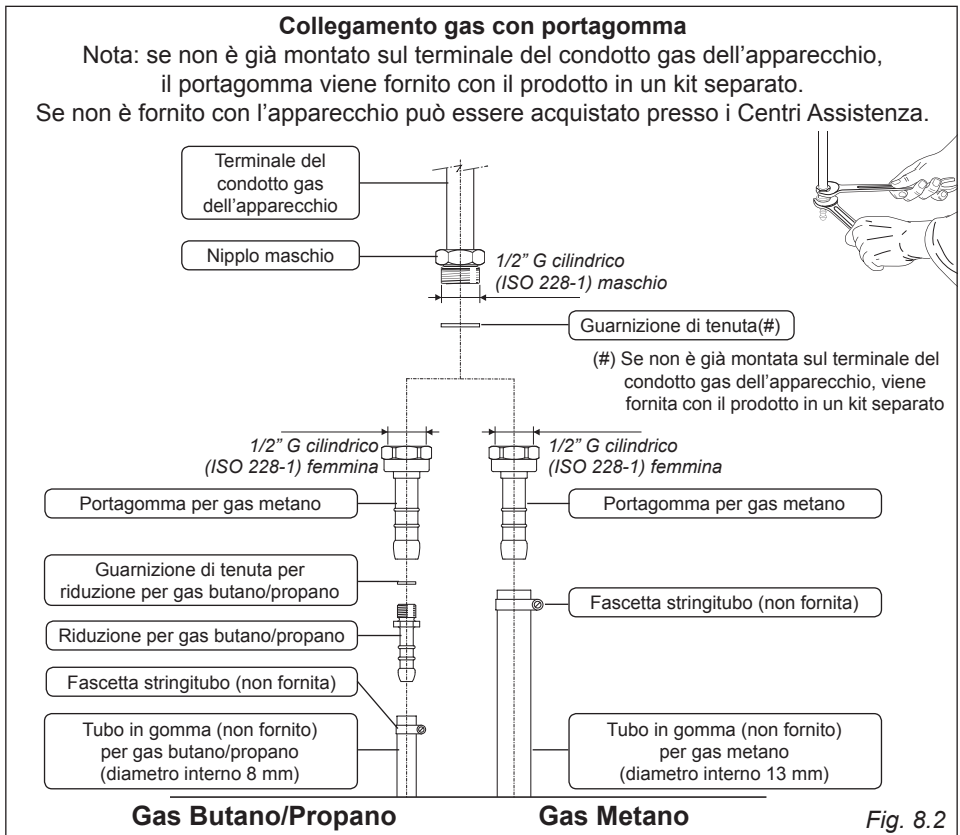 Collegamento gas con portagomma
Nota: se non è già montato sul terminale del condotto gas dell'apparecchio,
il portagomma viene fornito con il prodotto in un kit separato.
Se non è fornito con l'apparecchio può essere acquistato presso i Centri Assistenza.
Terminale del
condotto gas
dell'apparecchio
Nipplo maschio
1/2" G cilindrico
(ISO 228-1) maschio
Guarnizione di tenuta(#)
(#) Se non è già montata sul terminale del
condotto gas dell'apparecchio, viene
fornita con il prodotto in un kit separato
1/2" G cilindrico
(ISO 228-1) femmina
1/2" G cilindrico
(ISO 228-1) femmina
Portagomma per gas metano
Portagomma per gas metano
Guarnizione di tenuta per
riduzione per gas butano/propano
Fascetta stringitubo (non fornita)
Riduzione per gas butano/propano
Fascetta stringitubo (non fornita)
Tubo in gomma (non fornito)
per gas butano/propano
(diametro interno 8 mm)
Tubo in gomma (non fornito)
per gas metano
(diametro interno 13 mm)
Gas Butano/Propano
Gas Metano
Fig. 8.2